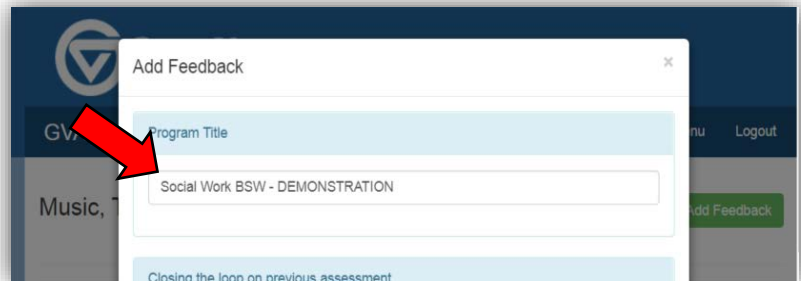 Add Feedback ×
GV
Program Title
nu Logout
Social Work BSW - DEMONSTRATION
Music, T
Add Feedback
Closing the loop on previous assessment